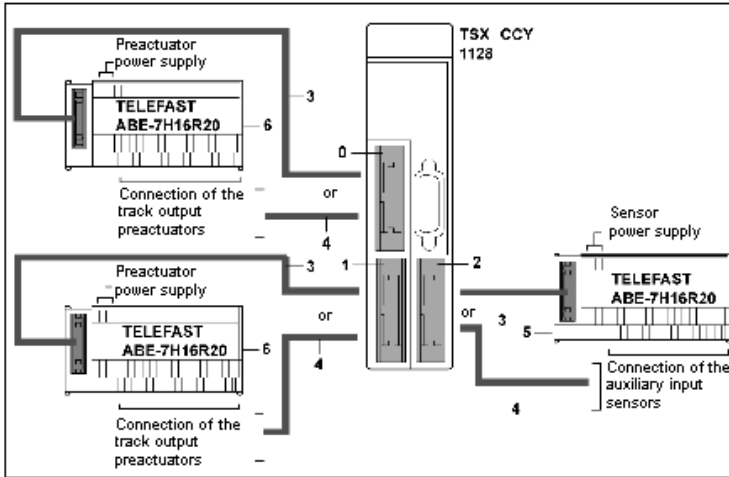 Preactuator
power supply
TELEFAST
ABE-7H16R20
6
Connection of the
track output
preactuators
3
or
4
TSX CCY
1128
0
1
2
Preactuator
power supply
TELEFAST
ABE-7H16R20
6
Connection of the
track output
preactuators
3
or
4
Sensor
power supply
TELEFAST
ABE-7H16R20
or
3
5
4
Connection of the
auxiliary input
sensors